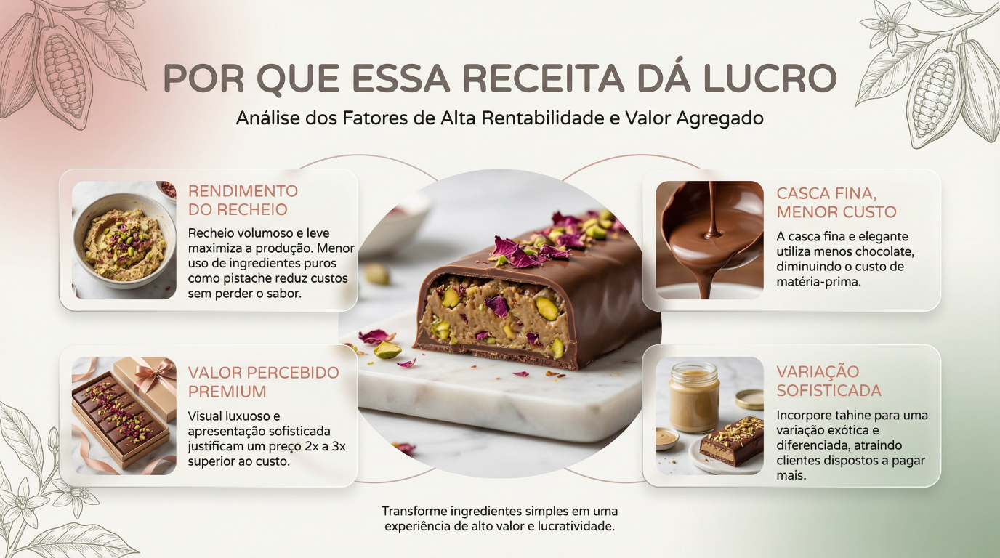 POR QUE ESSA RECEITA DÁ LUCRO
Análise dos Fatores de Alta Rentabilidade e Valor Agregado
RENDIMENTO
DO RECHEIO
Recheio volumoso e leve
maximiza a produção. Menor
uso de ingredientes puros
como pistache reduz custos
sem perder o sabor.
CASCA FINA,
MENOR CUSTO
A casca fina e elegante
utiliza menos chocolate,
diminuindo o custo de
matéria-prima.
VALOR PERCEBIDO
PREMIUM
Visual luxuoso e
apresentação sofisticada
justificam um preço 2x a 3x
superior ao custo.
VARIAÇÃO
SOFISTICADA
Incorpore tahine para uma
variação exótica e
diferenciada, atraindo
clientes dispostos a pagar
mais.
Transforme ingredientes simples em uma
experiência de alto valor e lucratividade.